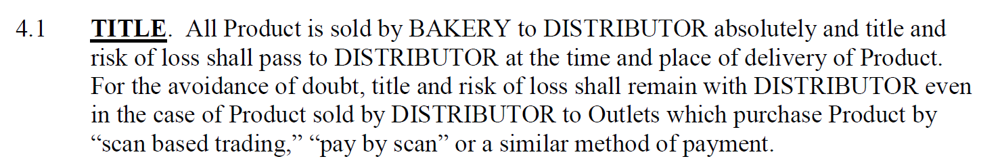 4.1 TITLE. All Product is sold by BAKERY to DISTRIBUTOR absolutely and title and
risk of loss shall pass to DISTRIBUTOR at the time and place of delivery of Product.
For the avoidance of doubt, title and risk of loss shall remain with DISTRIBUTOR even
in the case of Product sold by DISTRIBUTOR to Outlets which purchase Product by
“scan based trading,” “pay by scan” or a similar method of payment.